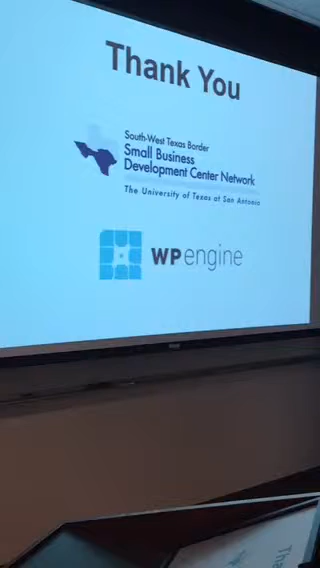 Thank You
South-West Texas Border
Small Business
Development Center Network
The University of Texas at San Antonio
WP engine